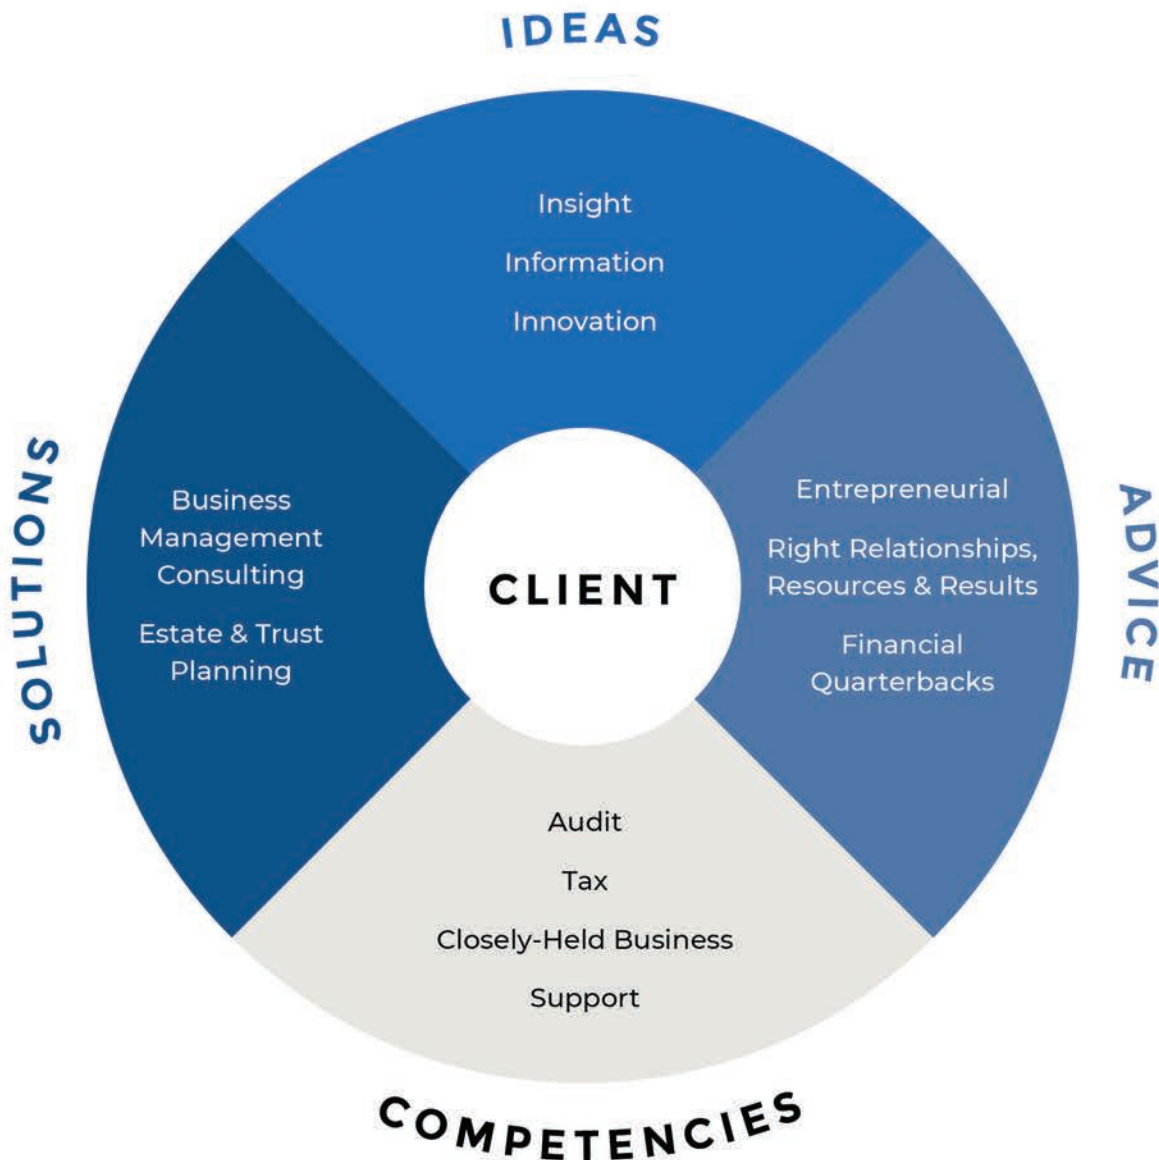 IDEAS
Insight
Information
Innovation
SOLUTIONS
Business
Management
Consulting
Estate & Trust
Planning
CLIENT
Entrepreneurial
Right Relationships,
Resources & Results
Financial
Quarterbacks
ADVICE
Audit
Tax
Closely-Held Business
Support
COMPETENCIES